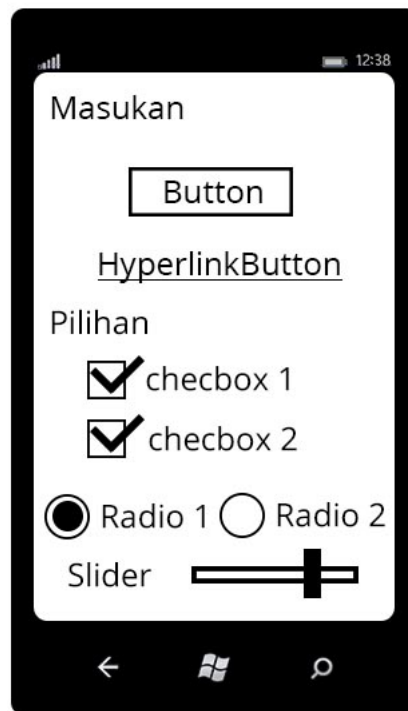 12:38
Masukan
Button
HyperlinkButton
Pilihan
checbox 1
checbox 2
Radio 1 Radio 2
Slider